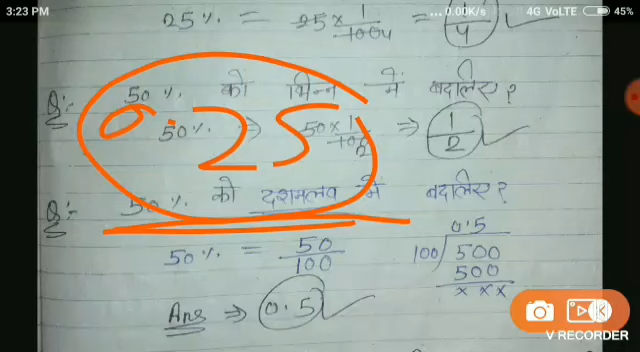 3:23 PM ... 0.00K/s 4G VoLTE 45%
25% = 25 × 1/100 4 = 1/4
Q:- 50% को भिन्न में बदलिए?
0.25
50% ⇒ 50 × 1/100 2 ⇒ 1/2
Q:- 50% को दशमलव में बदलिए?
50% = 50/100
0.5
100 500
500
×××
Ans ⇒ 0.5
V RECORDER